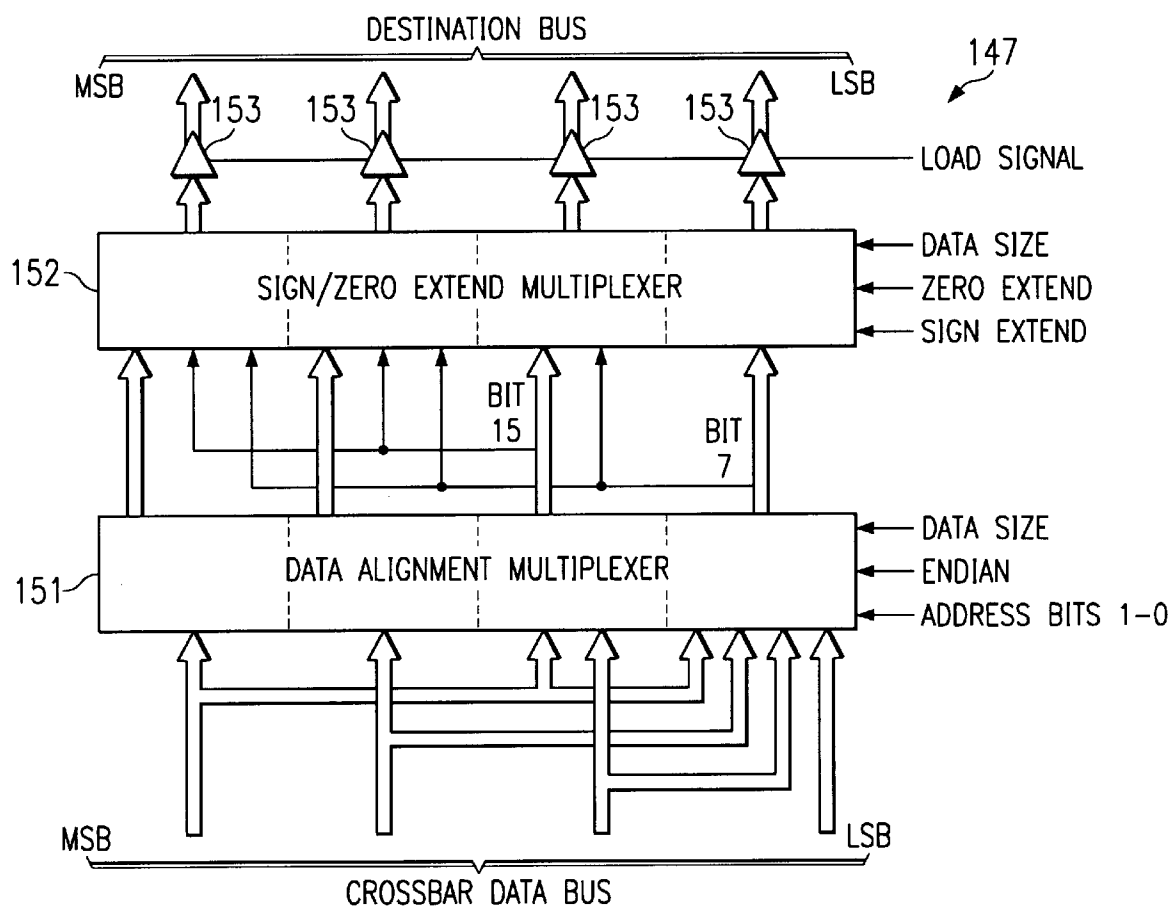 DESTINATION BUS
MSB
LSB
147
153
153
153
153
LOAD SIGNAL
152
SIGN/ZERO EXTEND MULTIPLEXER
DATA SIZE
ZERO EXTEND
SIGN EXTEND
BIT
15
BIT
7
151
DATA ALIGNMENT MULTIPLEXER
DATA SIZE
ENDIAN
ADDRESS BITS 1-0
MSB
LSB
CROSSBAR DATA BUS